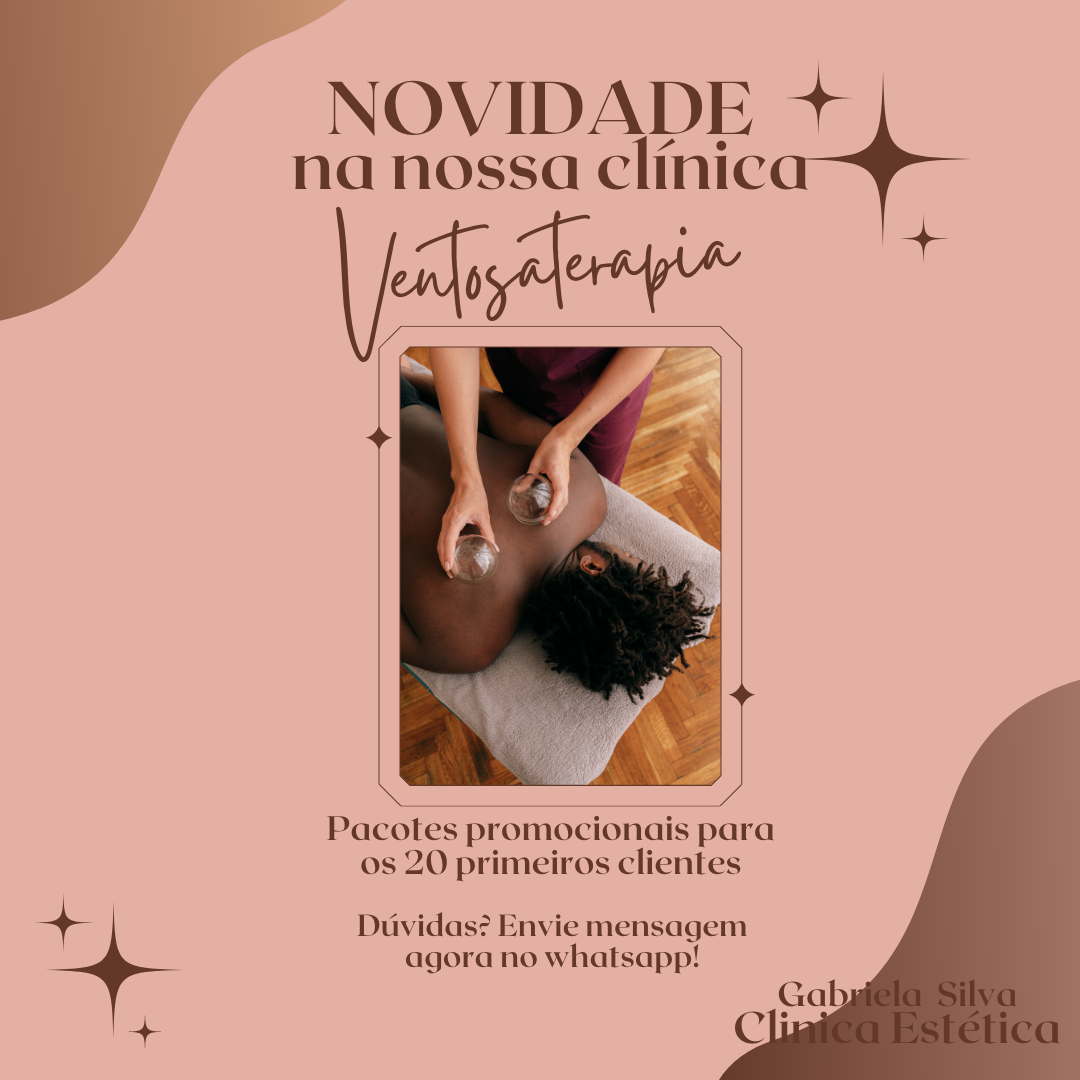 NOVIDADE
na nossa clínica
Ventosaterapia
Pacotes promocionais para
os 20 primeiros clientes
Dúvidas? Envie mensagem
agora no whatsapp!
Gabriela Silva
Clinica Estética